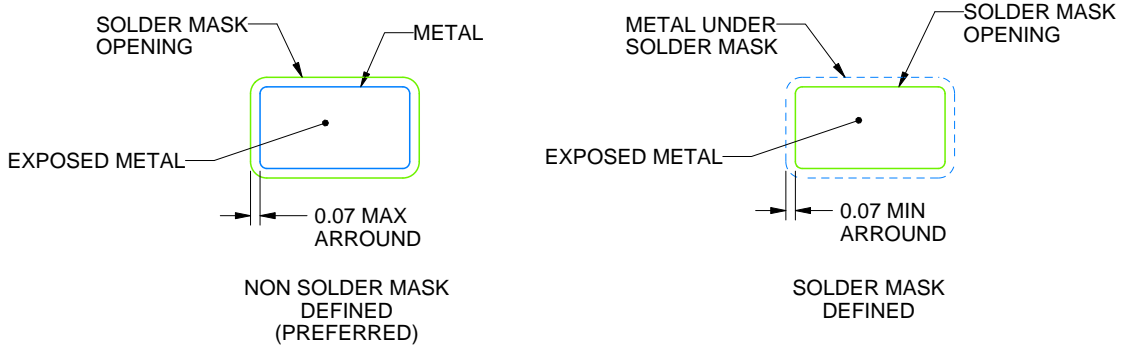 SOLDER MASK
OPENING
METAL
EXPOSED METAL
0.07 MAX
ARROUND
NON SOLDER MASK
DEFINED
(PREFERRED)
METAL UNDER
SOLDER MASK
SOLDER MASK
OPENING
EXPOSED METAL
0.07 MIN
ARROUND
SOLDER MASK
DEFINED